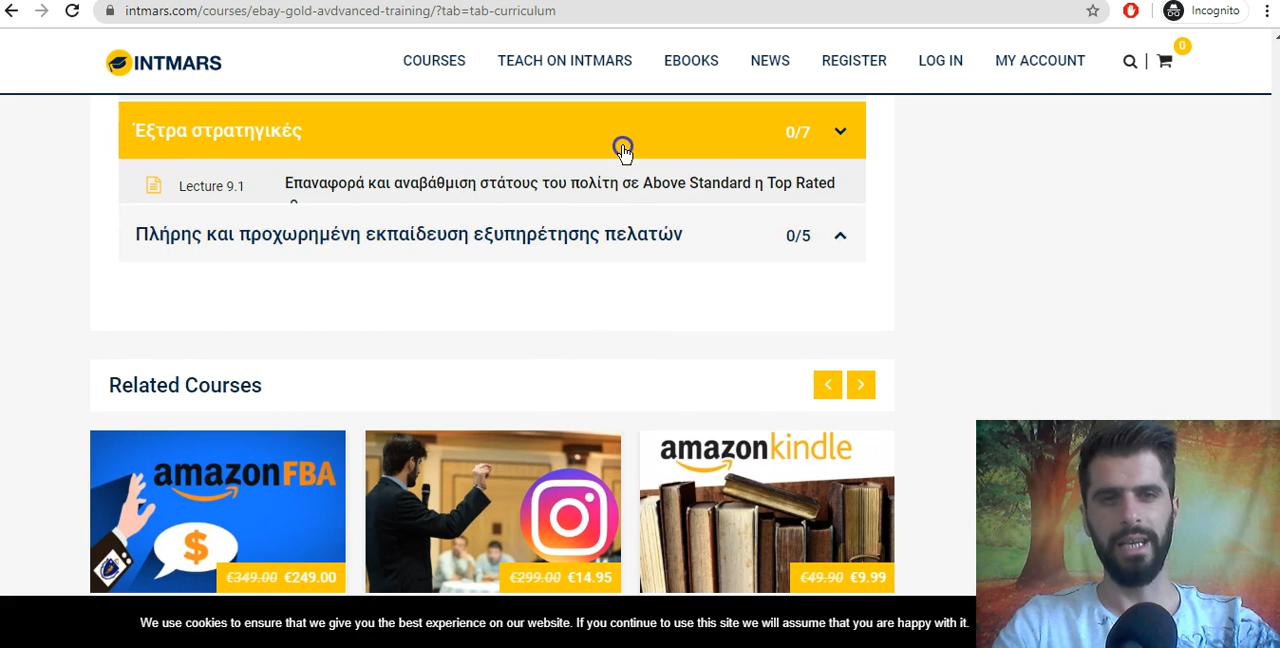 intmars.com/courses/ebay-gold-avdvanced-training/?tab=tab-curriculum
Incognito
INTMARS
COURSES TEACH ON INTMARS EBOOKS NEWS REGISTER LOG IN MY ACCOUNT 0
Έξτρα στρατηγικές 0/7
Lecture 9.1 Επαναφορά και αναβάθμιση στάτους του πολίτη σε Above Standard η Top Rated
Πλήρης και προχωρημένη εκπαίδευση εξυπηρέτησης πελατών 0/5
Related Courses
amazonFBA
$
€349.00 €249.00
€299.00 €14.95
amazonkindle
€49.90 €9.99
We use cookies to ensure that we give you the best experience on our website. If you continue to use this site we will assume that you are happy with it.